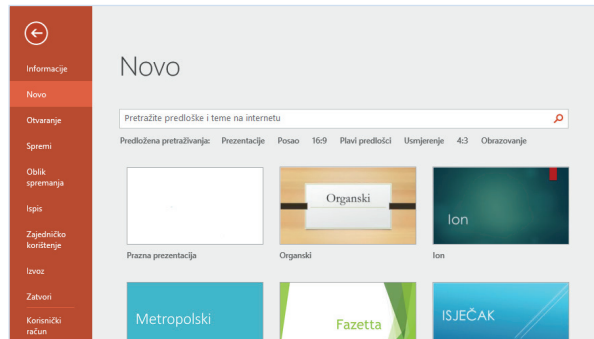 Informacije
Novo
Otvaranje
Spremi
Oblik
spremanja
Ispis
Zajedničko
korištenje
Izvoz
Zatvori
Korisnički
račun
Novo
Pretražite predloške i teme na internetu
Predložena pretraživanja: Prezentacije Posao 16:9 Plavi predlošci Usmjerenje 4:3 Obrazovanje
Organski
Ion
Prazna prezentacija Organski Ion
Metropolski
Fazetta
ISJEČAK